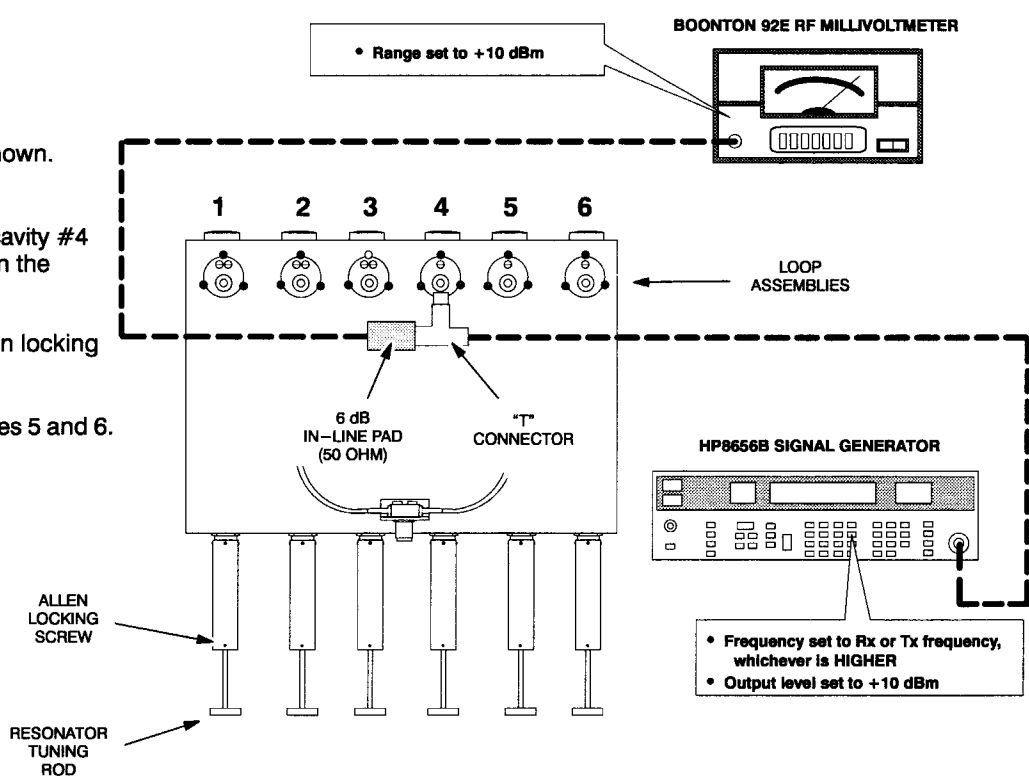 BOONTON 92E RF MILLIVOLTMETER
• Range set to +10 dBm
own.
1 2 3 4 5 6
cavity #4
n the
LOOP
ASSEMBLIES
n locking
6 dB
IN-LINE PAD
(50 OHM)
"T"
CONNECTOR
es 5 and 6.
HP8656B SIGNAL GENERATOR
ALLEN
LOCKING
SCREW
• Frequency set to Rx or Tx frequency,
whichever is HIGHER
• Output level set to +10 dBm
RESONATOR
TUNING
ROD